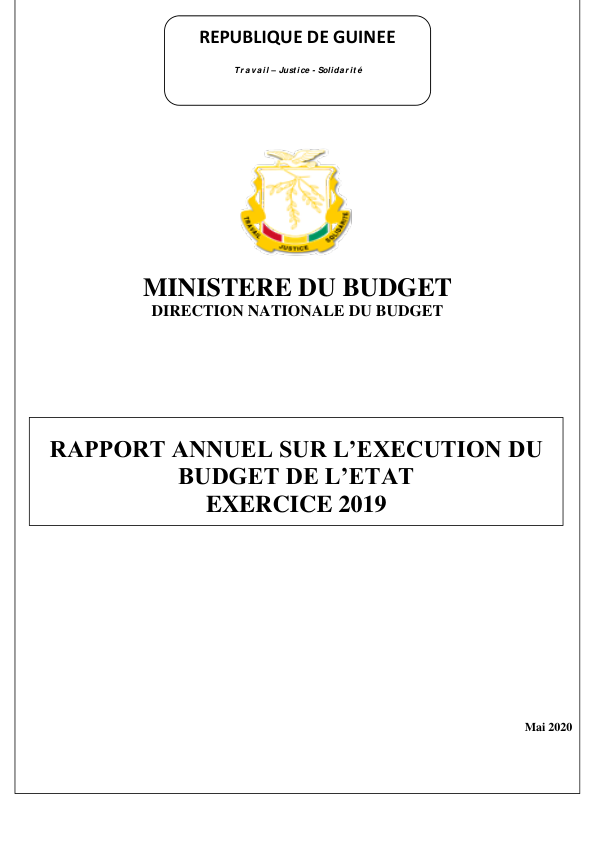 REPUBLIQUE DE GUINEE
Travail – Justice - Solidarité
TRAVAIL
JUSTICE
SOLIDARITE
MINISTERE DU BUDGET
DIRECTION NATIONALE DU BUDGET
RAPPORT ANNUEL SUR L’EXECUTION DU
BUDGET DE L’ETAT
EXERCICE 2019
Mai 2020